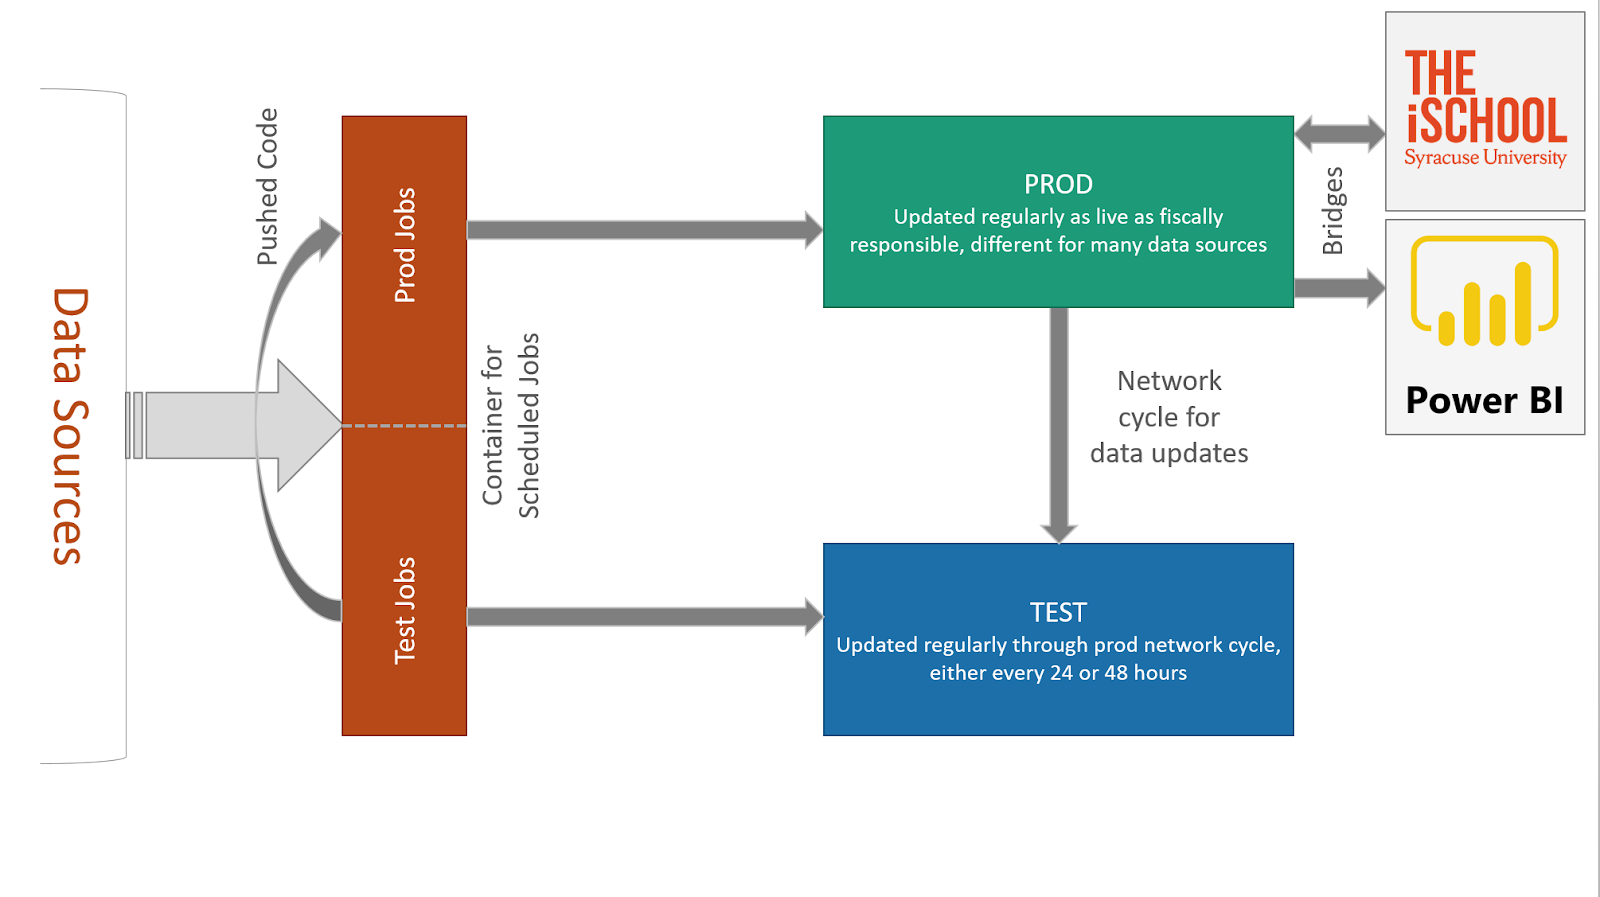 Data Sources
Pushed Code
Prod Jobs
Test Jobs
Container for
Scheduled Jobs
PROD
Updated regularly as live as fiscally
responsible, different for many data sources
Network
cycle for
data updates
TEST
Updated regularly through prod network cycle,
either every 24 or 48 hours
Bridges
THE
iSCHOOL
Syracuse University
Power BI